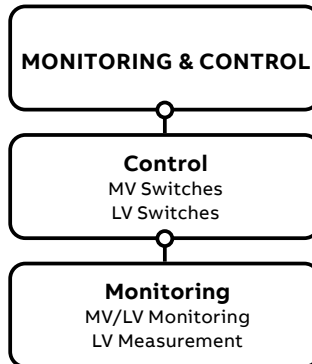 MONITORING & CONTROL
Control
MV Switches
LV Switches
Monitoring
MV/LV Monitoring
LV Measurement